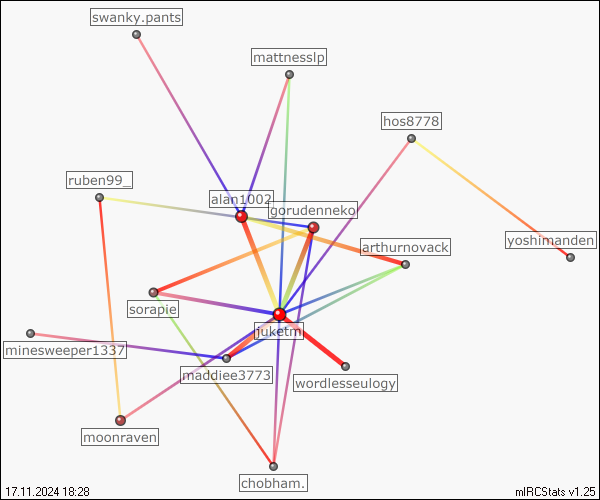 swanky.pants
mattnesslp
hos8778
ruben99_
alan1002
gorudenneko
arthurnovack
yoshimanden
sorapie
juketm
minesweeper1337
maddiee3773
wordlesseulogy
moonraven
chobham.
17.11.2024 18:28
mIRCStats v1.25